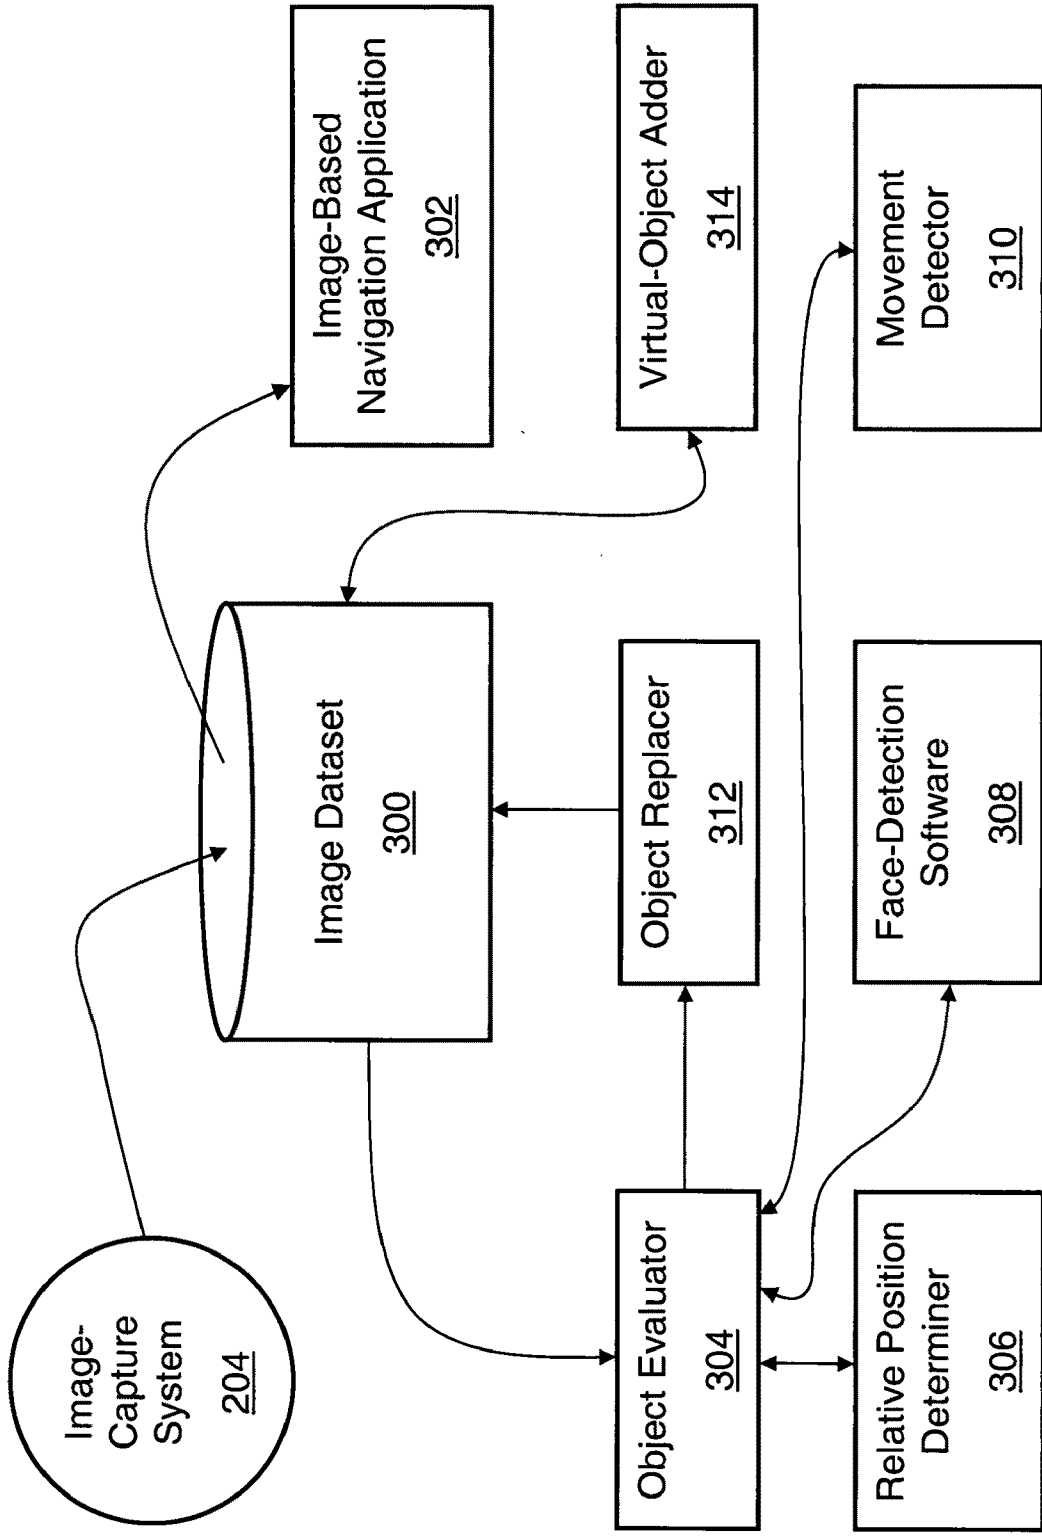 Image-
Capture
System
204
Image Dataset
300
Image-Based
Navigation Application
302
Object Evaluator
304
Object Replacer
312
Virtual-Object Adder
314
Relative Position
Determiner
306
Face-Detection
Software
308
Movement
Detector
310